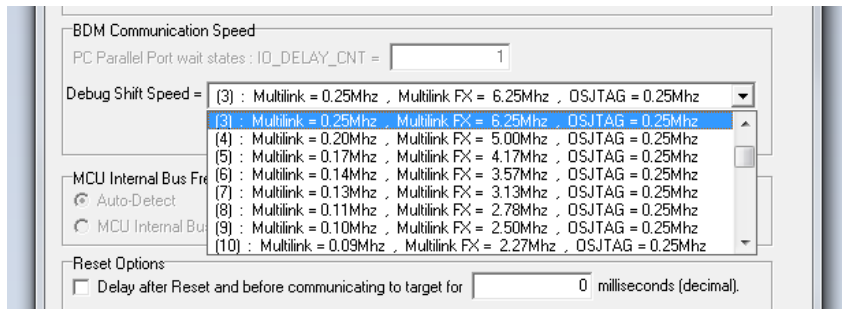 BDM Communication Speed
PC Parallel Port wait states : IO_DELAY_CNT = 1
Debug Shift Speed = (3) : Multilink = 0.25Mhz , Multilink FX = 6.25Mhz , OSJTAG = 0.25Mhz
(3) : Multilink = 0.25Mhz , Multilink FX = 6.25Mhz , OSJTAG = 0.25Mhz
(4) : Multilink = 0.20Mhz , Multilink FX = 5.00Mhz , OSJTAG = 0.25Mhz
(5) : Multilink = 0.17Mhz , Multilink FX = 4.17Mhz , OSJTAG = 0.25Mhz
(6) : Multilink = 0.14Mhz , Multilink FX = 3.57Mhz , OSJTAG = 0.25Mhz
(7) : Multilink = 0.13Mhz , Multilink FX = 3.13Mhz , OSJTAG = 0.25Mhz
(8) : Multilink = 0.11Mhz , Multilink FX = 2.78Mhz , OSJTAG = 0.25Mhz
(9) : Multilink = 0.10Mhz , Multilink FX = 2.50Mhz , OSJTAG = 0.25Mhz
(10) : Multilink = 0.09Mhz , Multilink FX = 2.27Mhz , OSJTAG = 0.25Mhz
MCU Internal Bus Fre
Auto-Detect
MCU Internal Bu
Reset Options
Delay after Reset and before communicating to target for 0 milliseconds (decimal).